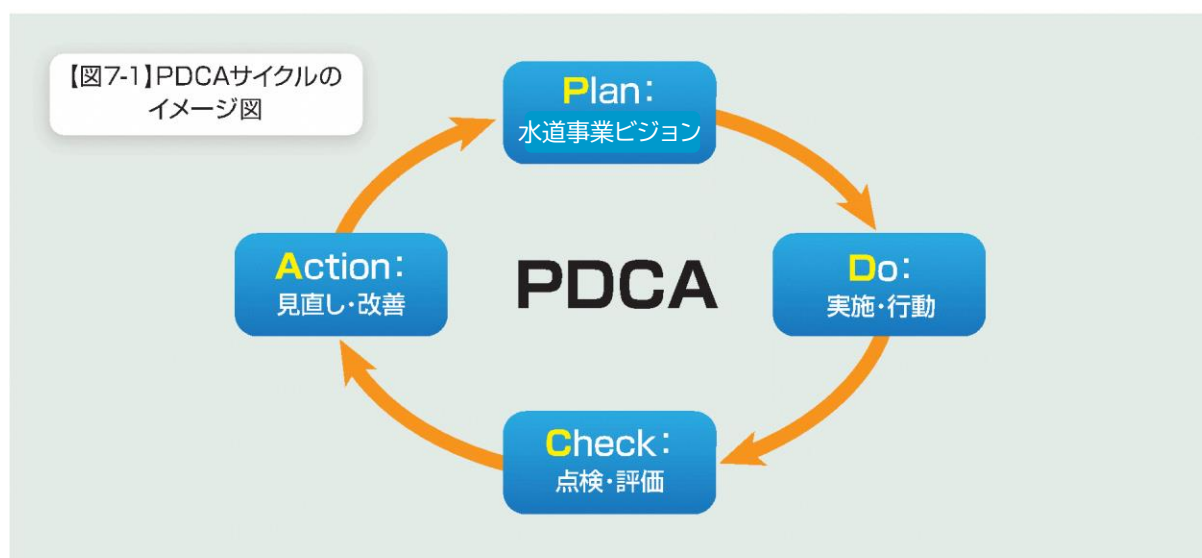 【図7-1】PDCAサイクルの
イメージ図
Plan：
水道事業ビジョン
Action：
見直し・改善
PDCA
Do：
実施・行動
Check：
点検・評価